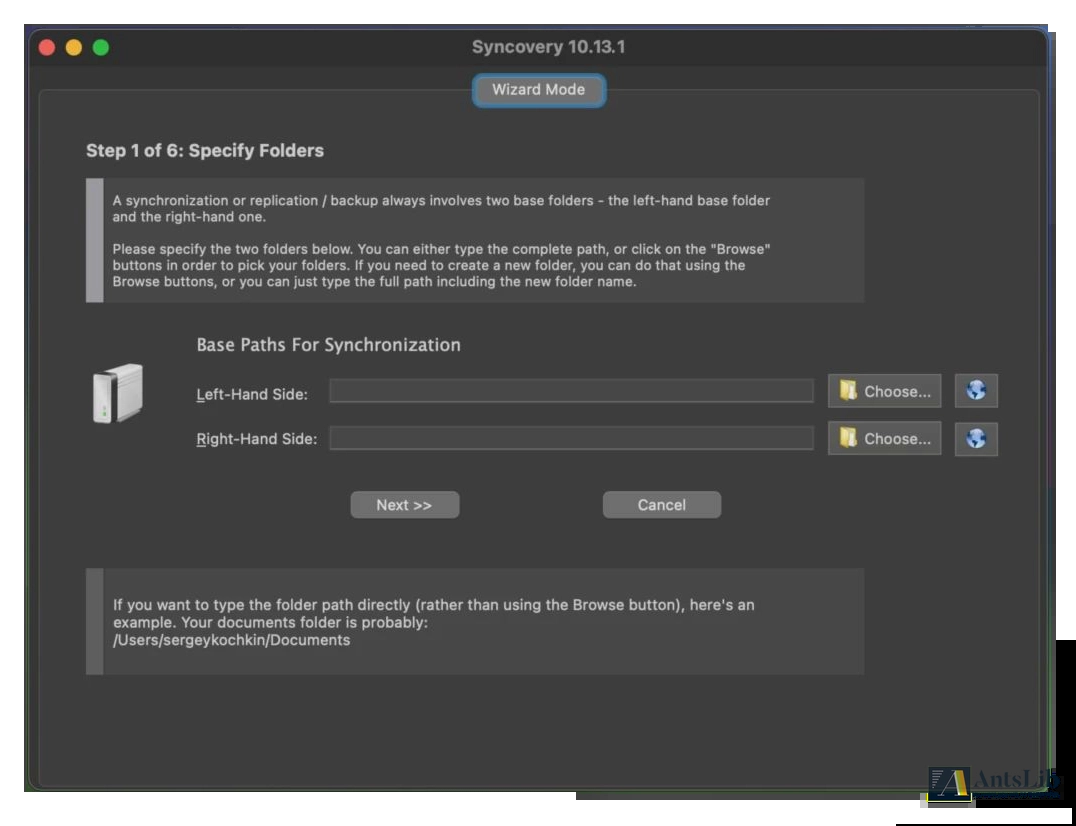 Syncovery 10.13.1
Wizard Mode
Step 1 of 6: Specify Folders
A synchronization or replication / backup always involves two base folders - the left-hand base folder
and the right-hand one.
Please specify the two folders below. You can either type the complete path, or click on the "Browse"
buttons in order to pick your folders. If you need to create a new folder, you can do that using the
Browse buttons, or you can just type the full path including the new folder name.
Base Paths For Synchronization
Left-Hand Side:
Choose...
Right-Hand Side:
Choose...
Next >>
Cancel
If you want to type the folder path directly (rather than using the Browse button), here's an
example. Your documents folder is probably:
/Users/sergeykochkin/Documents
AntsLib